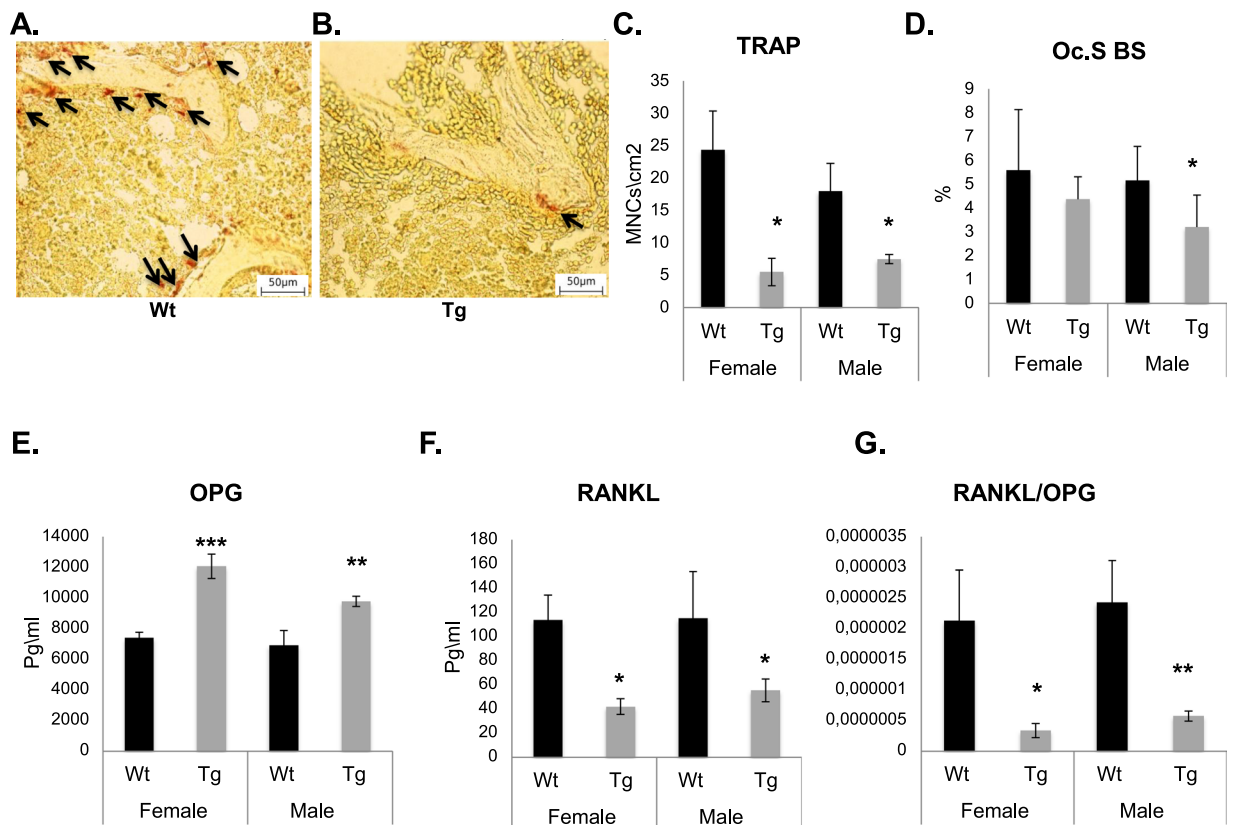 A.
B.
C.
D.
50µm
50µm
Wt
Tg
TRAP
MNCs\cm2
35
30
25
20
15
10
5
0
Wt Tg Wt Tg
Female Male
Oc.S BS
%
9
8
7
6
5
4
3
2
1
0
*
*
*
Wt Tg Wt Tg
Female Male
E.
F.
G.
OPG
Pg\ml
14000
12000
10000
8000
6000
4000
2000
0
***
**
Wt Tg Wt Tg
Female Male
RANKL
Pg\ml
180
160
140
120
100
80
60
40
20
0
*
*
Wt Tg Wt Tg
Female Male
RANKL/OPG
0,0000035
0,000003
0,0000025
0,000002
0,0000015
0,000001
0,0000005
0
*
**
Wt Tg Wt Tg
Female Male